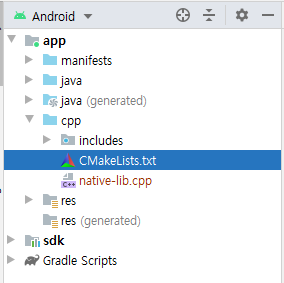 Android
app
manifests
java
java (generated)
cpp
includes
CMakeLists.txt
C++ native-lib.cpp
res
res (generated)
sdk
Gradle Scripts